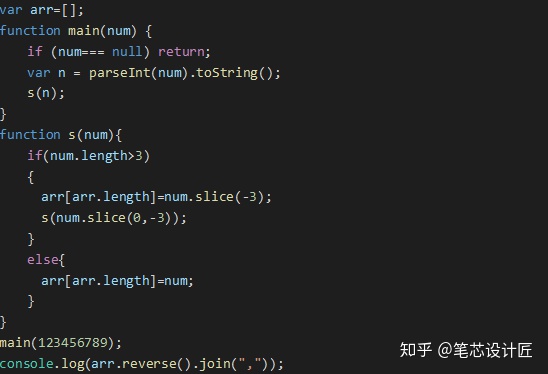 var arr=[];
function main(num) {
    if (num=== null) return;
    var n = parseInt(num).toString();
    s(n);
}
function s(num){
    if(num.length>3)
    {
      arr[arr.length]=num.slice(-3);
      s(num.slice(0,-3));
    }
    else{
      arr[arr.length]=num;
    }
}
main(123456789);
console.log(arr.reverse().join(","));
知乎 @笔芯设计匠